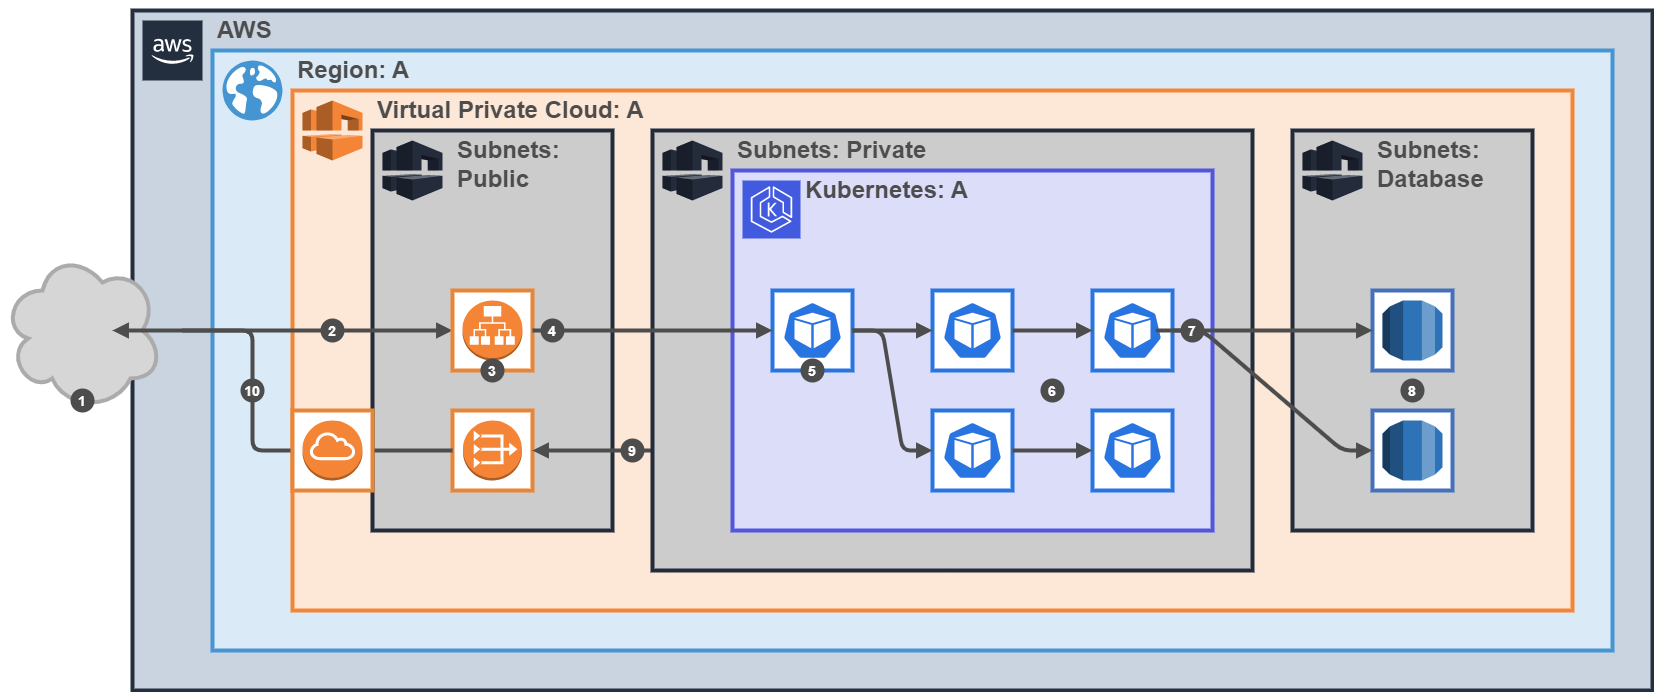 AWS
aws
Region: A
Virtual Private Cloud: A
Subnets:
Public
Subnets: Private
Subnets:
Database
Kubernetes: A
K
2
4
7
3
5
1
10
6
8
9